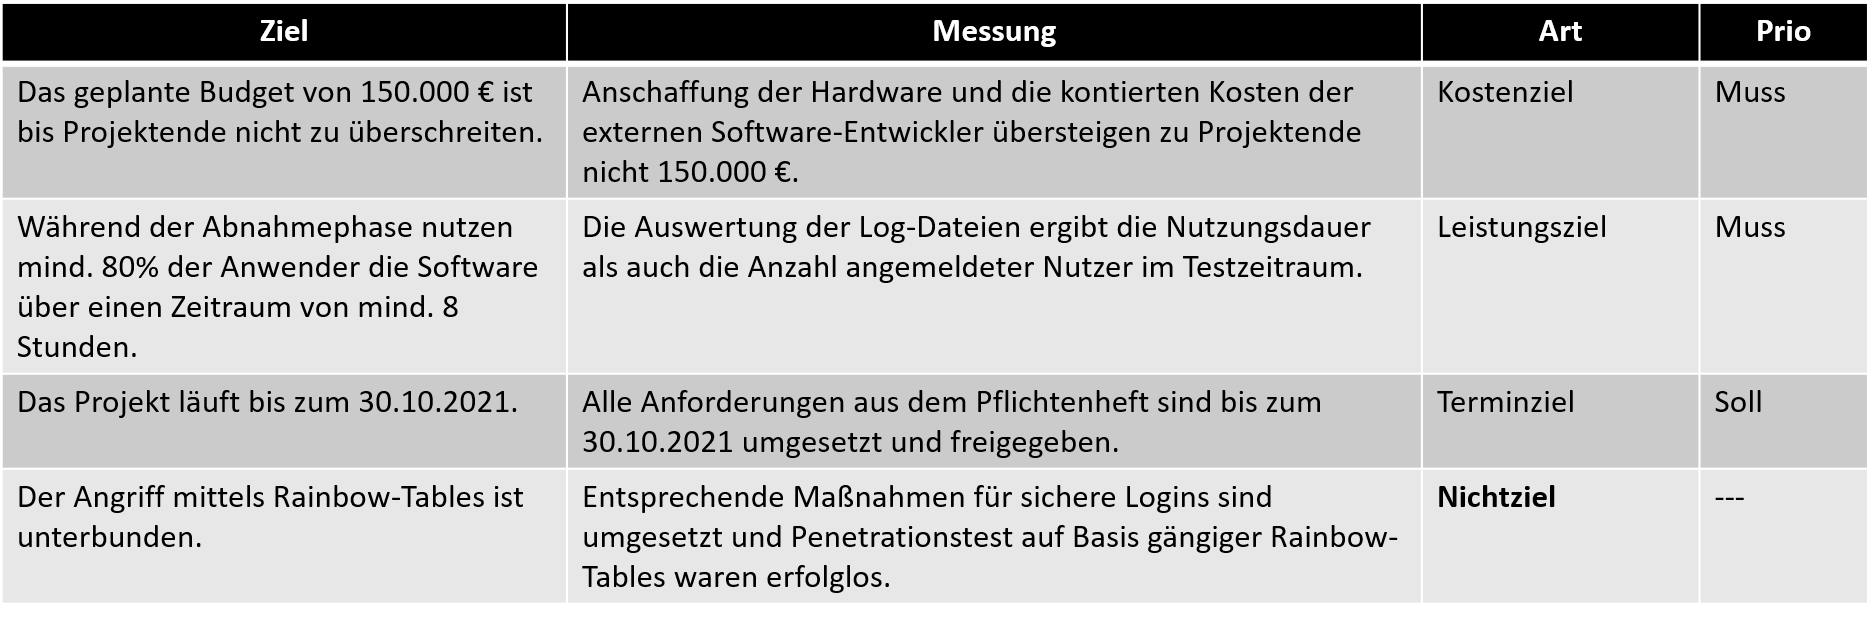 Ziel Messung Art Prio
Das geplante Budget von 150.000 € ist
bis Projektende nicht zu überschreiten.
Anschaffung der Hardware und die kontierten Kosten der
externen Software-Entwickler übersteigen zu Projektende
nicht 150.000 €.
Kostenziel
Muss
Während der Abnahmephase nutzen
mind. 80% der Anwender die Software
über einen Zeitraum von mind. 8
Stunden.
Die Auswertung der Log-Dateien ergibt die Nutzungsdauer
als auch die Anzahl angemeldeter Nutzer im Testzeitraum.
Leistungsziel
Muss
Das Projekt läuft bis zum 30.10.2021.
Alle Anforderungen aus dem Pflichtenheft sind bis zum
30.10.2021 umgesetzt und freigegeben.
Terminziel
Soll
Der Angriff mittels Rainbow-Tables ist
unterbunden.
Entsprechende Maßnahmen für sichere Logins sind
umgesetzt und Penetrationstest auf Basis gängiger Rainbow-
Tables waren erfolglos.
Nichtziel
---